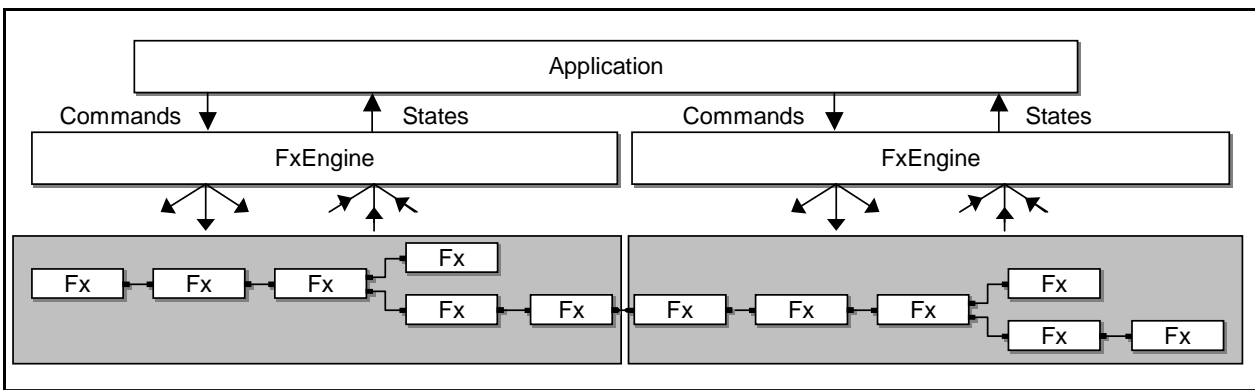 Application
Commands States Commands States
FxEngine FxEngine
Fx Fx
Fx Fx Fx
Fx Fx Fx Fx Fx Fx Fx